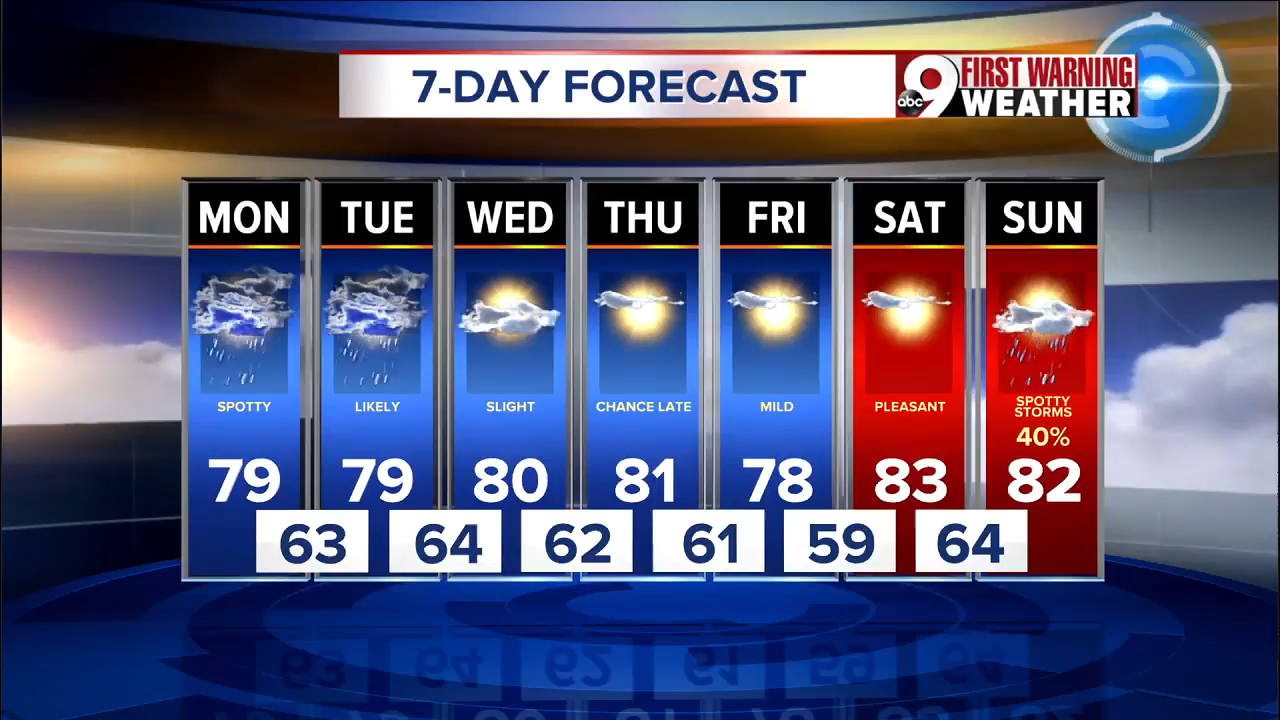 7-DAY FORECAST
abc 9 FIRST WARNING
WEATHER
MON TUE WED THU FRI SAT SUN
SPOTTY LIKELY SLIGHT CHANCE LATE MILD PLEASANT SPOTTY
STORMS
40%
79 79 80 81 78 83 82
63 64 62 61 59 64